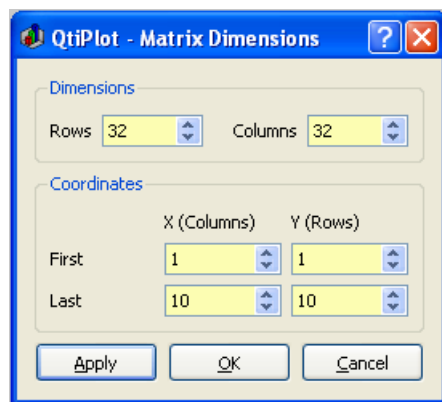 QtiPlot - Matrix Dimensions
Dimensions
Rows 32 Columns 32
Coordinates
X (Columns) Y (Rows)
First 1 1
Last 10 10
Apply OK Cancel